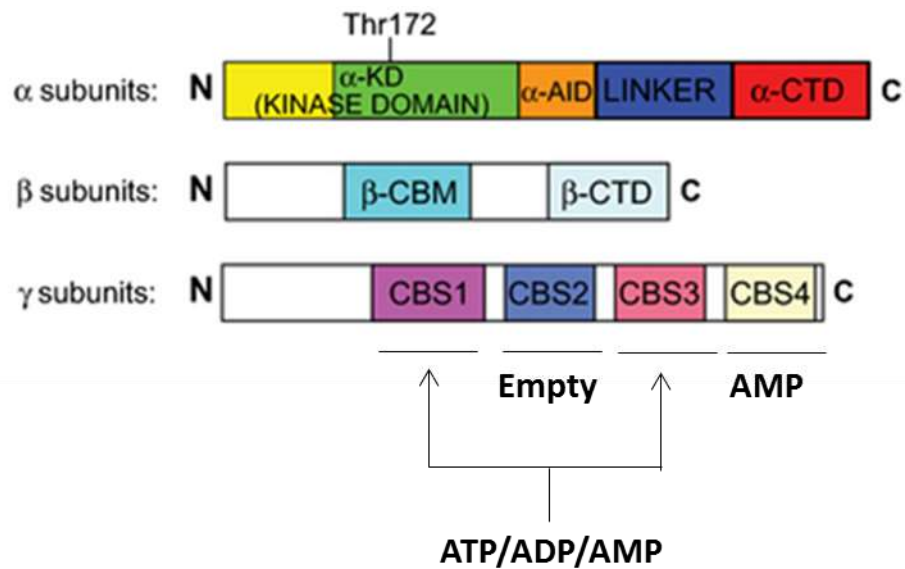 Thr172
α subunits: N α-KD (KINASE DOMAIN) α-AID LINKER α-CTD C
β subunits: N β-CBM β-CTD C
γ subunits: N CBS1 CBS2 CBS3 CBS4 C
Empty AMP
ATP/ADP/AMP